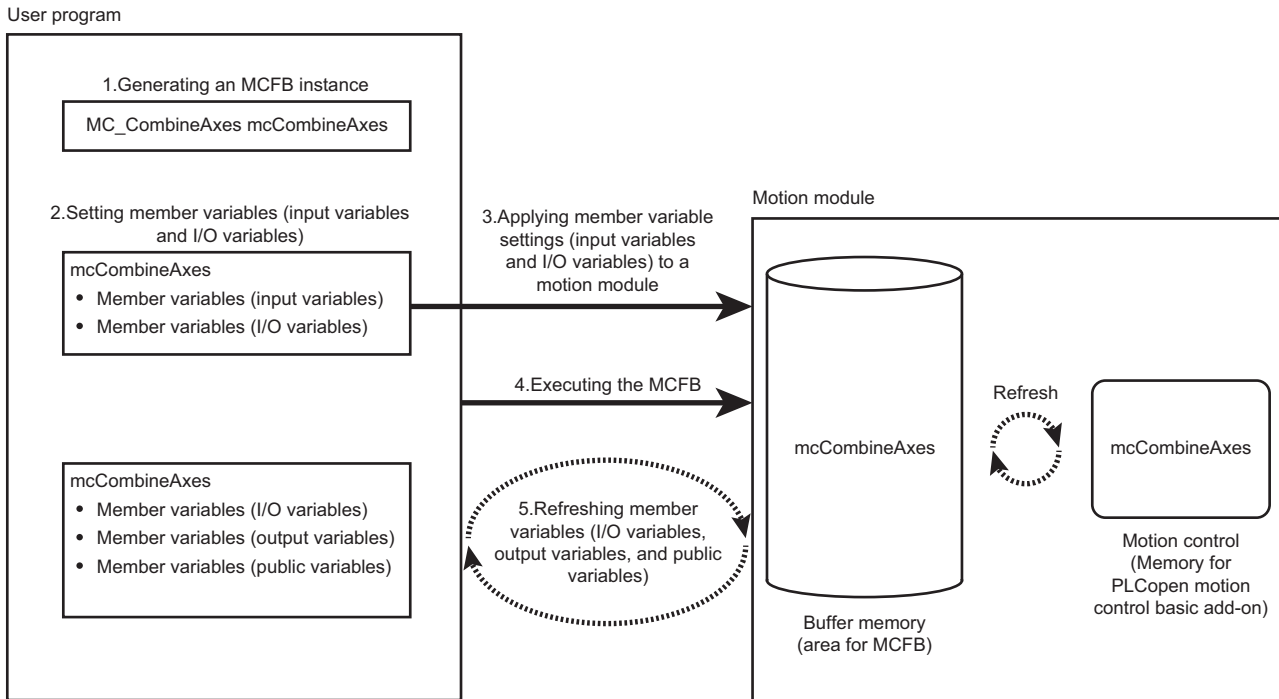 User program
1.Generating an MCFB instance
MC_CombineAxes mcCombineAxes
2.Setting member variables (input variables
and I/O variables)
mcCombineAxes
• Member variables (input variables)
• Member variables (I/O variables)
3.Applying member variable
settings (input variables
and I/O variables) to a
motion module
4.Executing the MCFB
mcCombineAxes
• Member variables (I/O variables)
• Member variables (output variables)
• Member variables (public variables)
5.Refreshing member
variables (I/O variables,
output variables, and public
variables)
Motion module
mcCombineAxes
Buffer memory
(area for MCFB)
Refresh
mcCombineAxes
Motion control
(Memory for
PLCopen motion
control basic add-on)